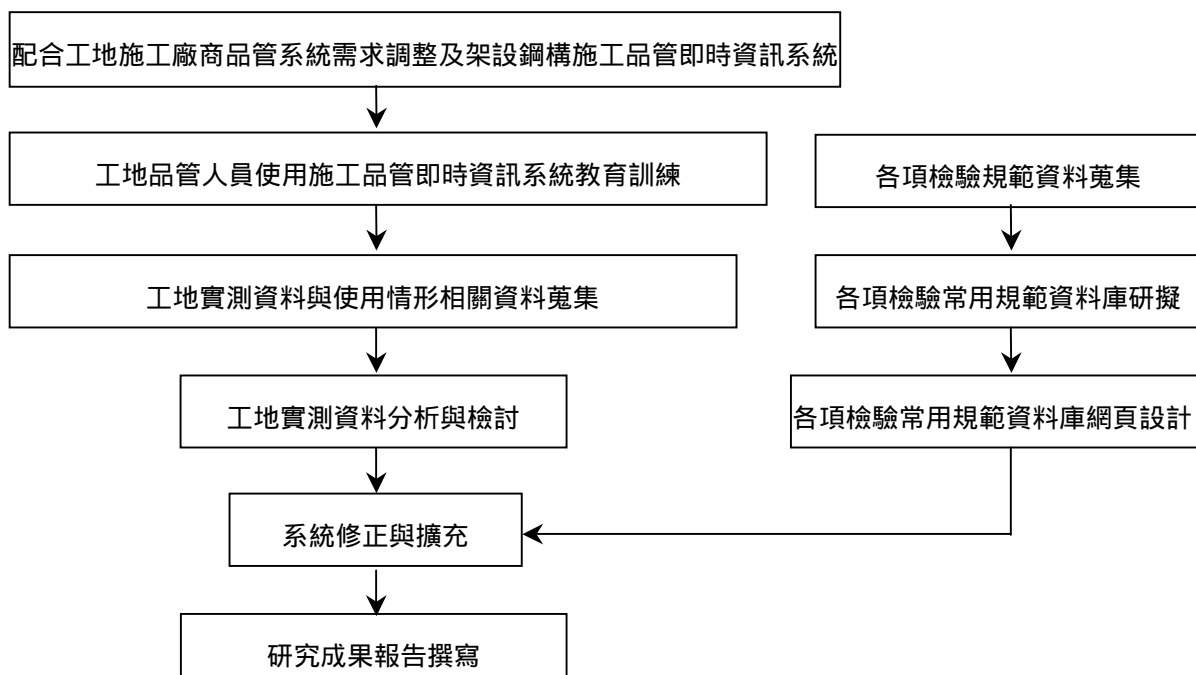 配合工地施工廠商品管系統需求調整及架設鋼構施工品管即時資訊系統
工地品管人員使用施工品管即時資訊系統教育訓練
各項檢驗規範資料蒐集
工地實測資料與使用情形相關資料蒐集
各項檢驗常用規範資料庫研擬
工地實測資料分析與檢討
各項檢驗常用規範資料庫網頁設計
系統修正與擴充
研究成果報告撰寫